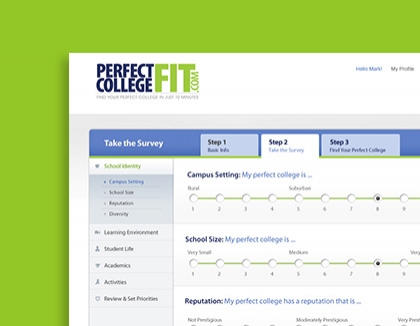 PERFECT
COLLEGE FIT.COM
FIND YOUR PERFECT COLLEGE IN JUST 10 MINUTES
Hello Mark! My Profile
Take the Survey
Step 1
Basic Info
Step 2
Take the Survey
Step 3
Find Your Perfect College
School Identity
Campus Setting
School Size
Reputation
Diversity
Learning Environment
Student Life
Academics
Activities
Review & Set Priorities
Campus Setting: My perfect college is ...
Rural Suburban
1 2 3 4 5 6 7 8 9
School Size: My perfect college is ...
Very Small Medium Very
1 2 3 4 5 6 7 8 9
Reputation: My perfect college has a reputation that is ...
Not Prestigious Moderately Prestigious